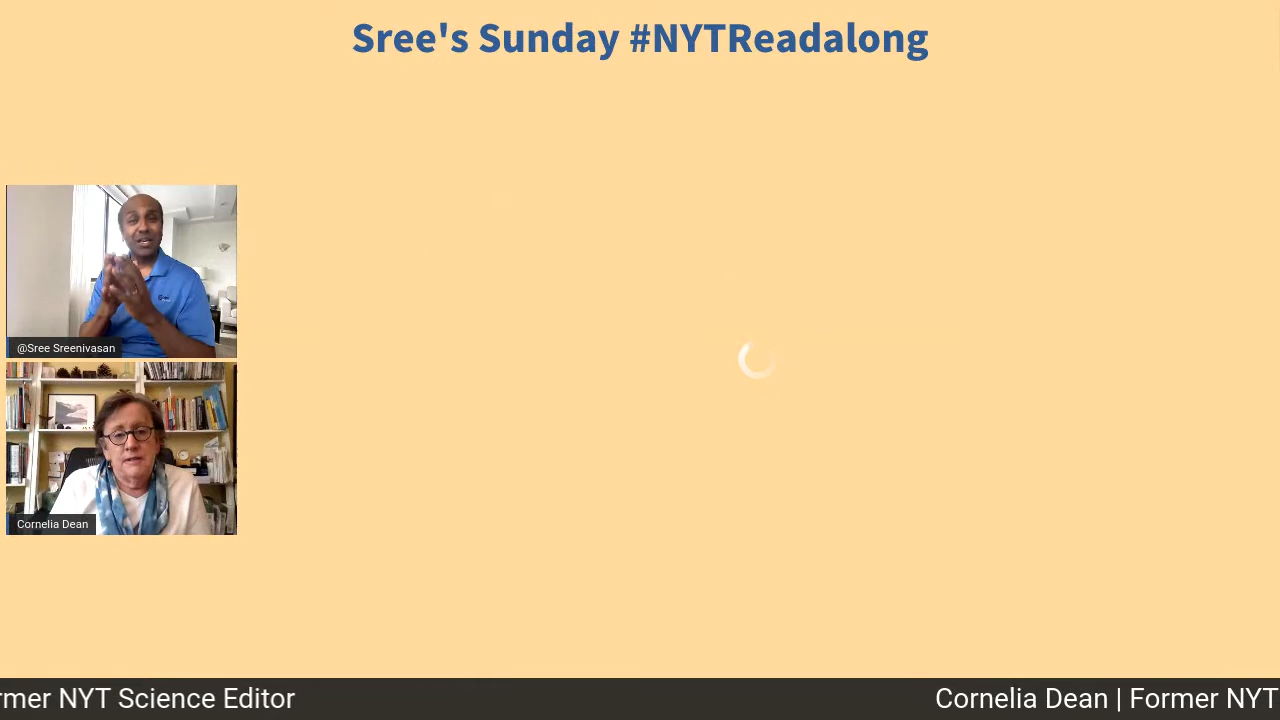 Sree's Sunday #NYTReadalong
@Sree Sreenivasan
Cornelia Dean
rmer NYT Science Editor
Cornelia Dean | Former NYT